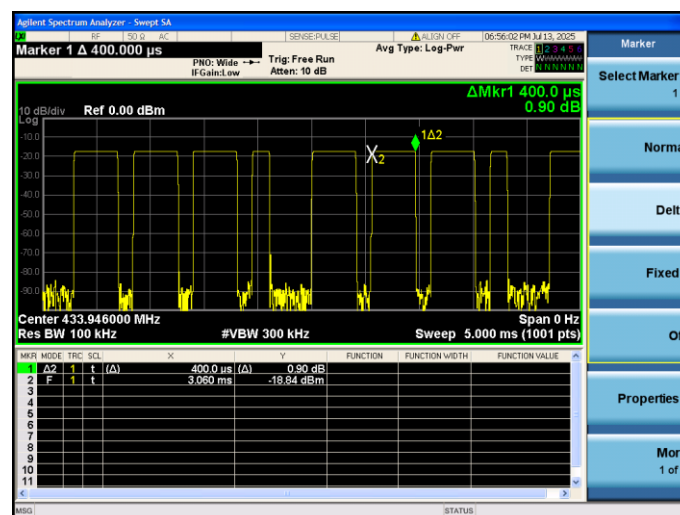 Agilent Spectrum Analyzer - Swept SA
LXI RF 50 Ω AC SENSE:PULSE ALIGN OFF 06:56:02 PM Jul 13, 2025
Marker 1 Δ 400.000 µs
PNO: Wide
IFGain:Low
Trig: Free Run
Atten: 10 dB
Avg Type: Log-Pwr
TRACE 1 2 3 4 5 6
TYPE W
DET N N N N N N
ΔMkr1 400.0 µs
0.90 dB
10 dB/div Ref 0.00 dBm
Log
-10.0
-20.0
-30.0
-40.0
-50.0
-60.0
-70.0
-80.0
-90.0
1Δ2
X2
Center 433.946000 MHz Span 0 Hz
Res BW 100 kHz #VBW 300 kHz Sweep 5.000 ms (1001 pts)
MKR MODE TRC SCL X Y FUNCTION FUNCTION WIDTH FUNCTION VALUE
1 Δ2 1 t (Δ) 400.0 µs (Δ) 0.90 dB
2 F 1 t 3.060 ms -18.84 dBm
3
4
5
6
7
8
9
10
11
MSG STATUS
Marker
Select Marker
1
Norma
Delt
Fixed
Of
Properties
Mor
1 of